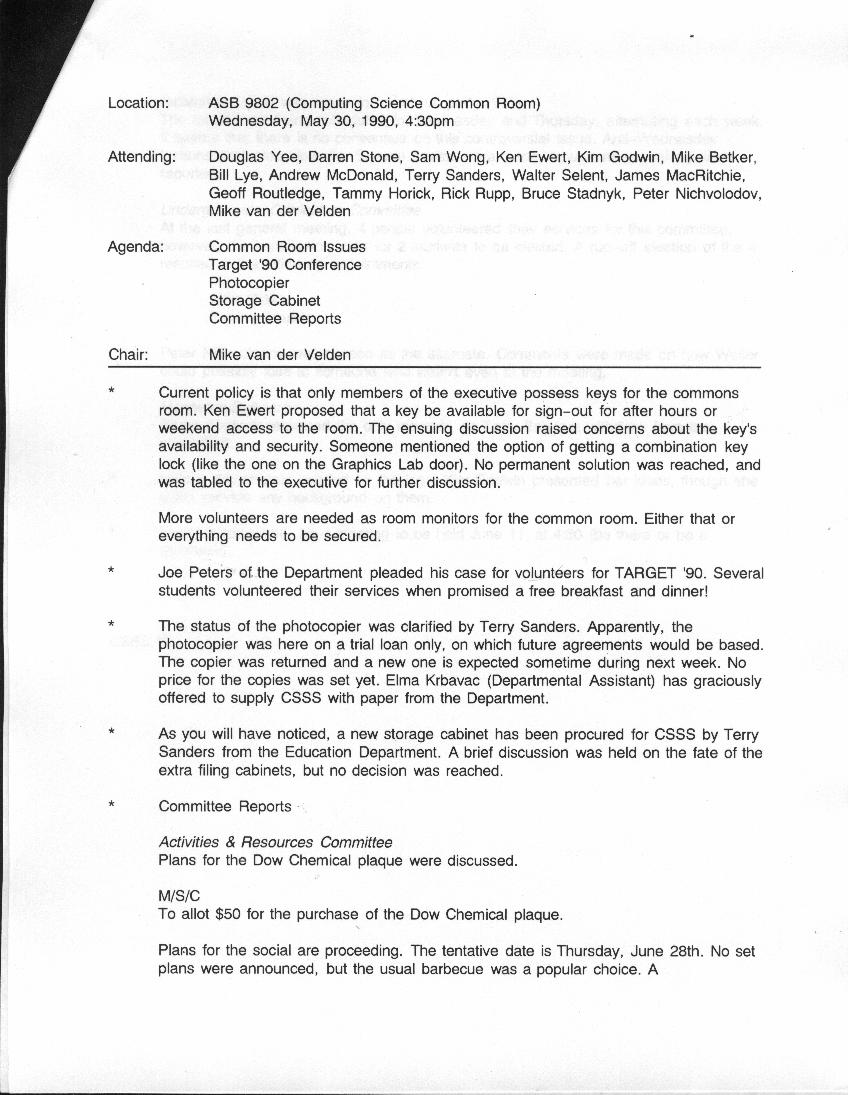 Location: ASB 9802 (Computing Science Common Room)
Wednesday, May 30, 1990, 4:30pm
Attending: Douglas Yee, Darren Stone, Sam Wong, Ken Ewert, Kim Godwin, Mike Betker,
Bill Lye, Andrew McDonald, Terry Sanders, Walter Selent, James MacRitchie,
Geoff Routledge, Tammy Horick, Rick Rupp, Bruce Stadnyk, Peter Nichvolodov,
Mike van der Velden
Agenda: Common Room Issues
Target '90 Conference
Photocopier
Storage Cabinet
Committee Reports
Chair: Mike van der Velden
* Current policy is that only members of the executive possess keys for the commons
room. Ken Ewert proposed that a key be available for sign-out for after hours or
weekend access to the room. The ensuing discussion raised concerns about the key's
availability and security. Someone mentioned the option of getting a combination key
lock (like the one on the Graphics Lab door). No permanent solution was reached, and
was tabled to the executive for further discussion.
More volunteers are needed as room monitors for the common room. Either that or
everything needs to be secured.
* Joe Peters of the Department pleaded his case for volunteers for TARGET '90. Several
students volunteered their services when promised a free breakfast and dinner!
* The status of the photocopier was clarified by Terry Sanders. Apparently, the
photocopier was here on a trial loan only, on which future agreements would be based.
The copier was returned and a new one is expected sometime during next week. No
price for the copies was set yet. Elma Krbavac (Departmental Assistant) has graciously
offered to supply CSSS with paper from the Department.
* As you will have noticed, a new storage cabinet has been procured for CSSS by Terry
Sanders from the Education Department. A brief discussion was held on the fate of the
extra filing cabinets, but no decision was reached.
* Committee Reports
Activities & Resources Committee
Plans for the Dow Chemical plaque were discussed.
M/S/C
To allot $50 for the purchase of the Dow Chemical plaque.
Plans for the social are proceeding. The tentative date is Thursday, June 28th. No set
plans were announced, but the usual barbecue was a popular choice. A